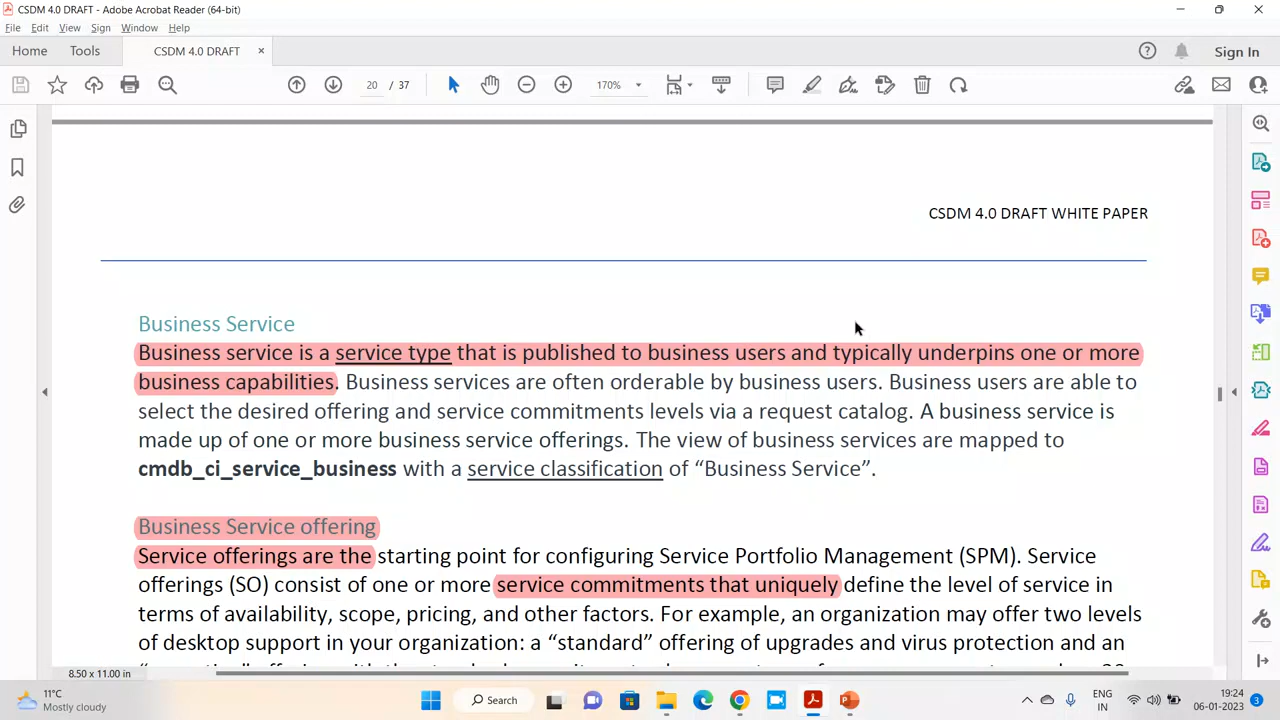 CSDM 4.0 DRAFT - Adobe Acrobat Reader (64-bit)
File Edit View Sign Window Help
Home Tools CSDM 4.0 DRAFT × Sign In
20 / 37 170%
CSDM 4.0 DRAFT WHITE PAPER
Business Service
Business service is a service type that is published to business users and typically underpins one or more
business capabilities. Business services are often orderable by business users. Business users are able to
select the desired offering and service commitments levels via a request catalog. A business service is
made up of one or more business service offerings. The view of business services are mapped to
cmdb_ci_service_business with a service classification of “Business Service”.
Business Service offering
Service offerings are the starting point for configuring Service Portfolio Management (SPM). Service
offerings (SO) consist of one or more service commitments that uniquely define the level of service in
terms of availability, scope, pricing, and other factors. For example, an organization may offer two levels
of desktop support in your organization: a “standard” offering of upgrades and virus protection and an
8.50 x 11.00 in
11°C
Mostly cloudy
Search
ENG
IN
19:24
06-01-2023
3